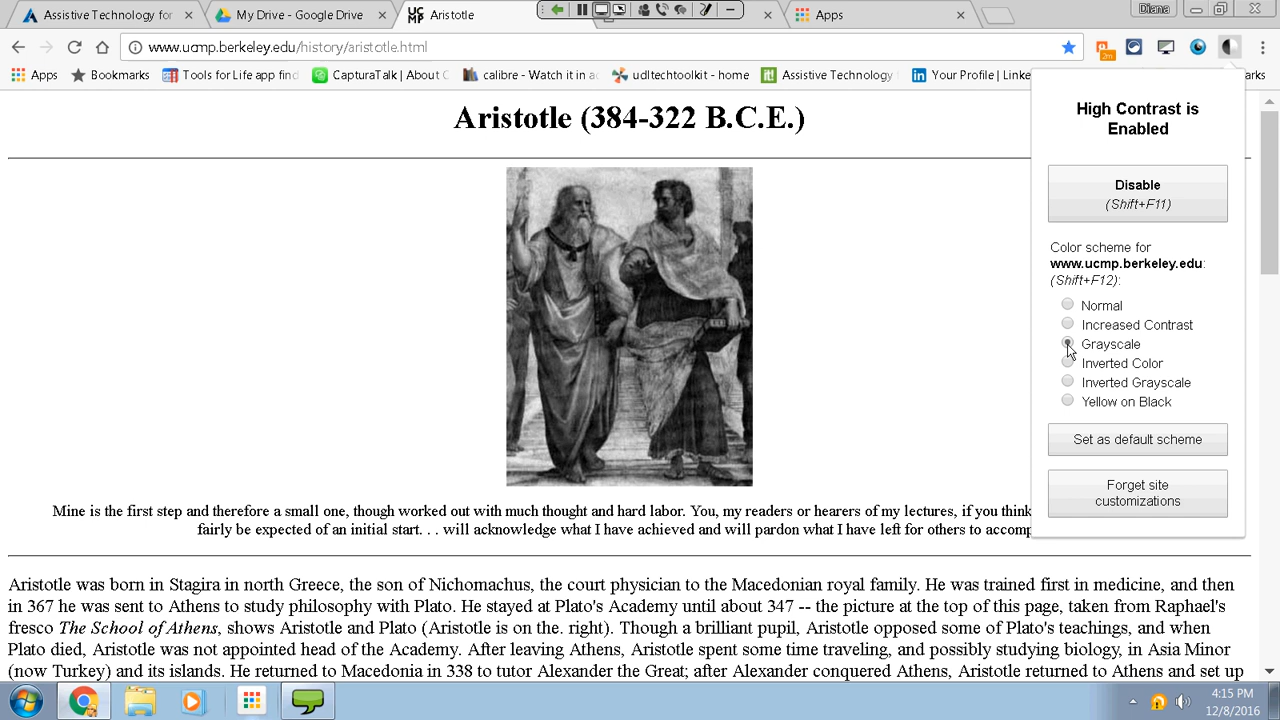 Assistive Technology fo
My Drive - Google Drive
UC MP Aristotle
Apps
Diana
www.ucmp.berkeley.edu/history/aristotle.html
2m
Apps
Bookmarks
Tools for Life app find
CapturaTalk | About C
calibre - Watch it in a
udltechtoolkit - home
it! Assistive Technology
in Your Profile | Linke
arks
Aristotle (384-322 B.C.E.)
Mine is the first step and therefore a small one, though worked out with much thought and hard labor. You, my readers or hearers of my lectures, if you think
fairly be expected of an initial start. . . will acknowledge what I have achieved and will pardon what I have left for others to accomp
Aristotle was born in Stagira in north Greece, the son of Nichomachus, the court physician to the Macedonian royal family. He was trained first in medicine, and then
in 367 he was sent to Athens to study philosophy with Plato. He stayed at Plato's Academy until about 347 -- the picture at the top of this page, taken from Raphael's
fresco The School of Athens, shows Aristotle and Plato (Aristotle is on the. right). Though a brilliant pupil, Aristotle opposed some of Plato's teachings, and when
Plato died, Aristotle was not appointed head of the Academy. After leaving Athens, Aristotle spent some time traveling, and possibly studying biology, in Asia Minor
(now Turkey) and its islands. He returned to Macedonia in 338 to tutor Alexander the Great; after Alexander conquered Athens, Aristotle returned to Athens and set up
High Contrast is
Enabled
Disable
(Shift+F11)
Color scheme for
www.ucmp.berkeley.edu:
(Shift+F12):
Normal
Increased Contrast
Grayscale
Inverted Color
Inverted Grayscale
Yellow on Black
Set as default scheme
Forget site
customizations
4:15 PM
12/8/2016